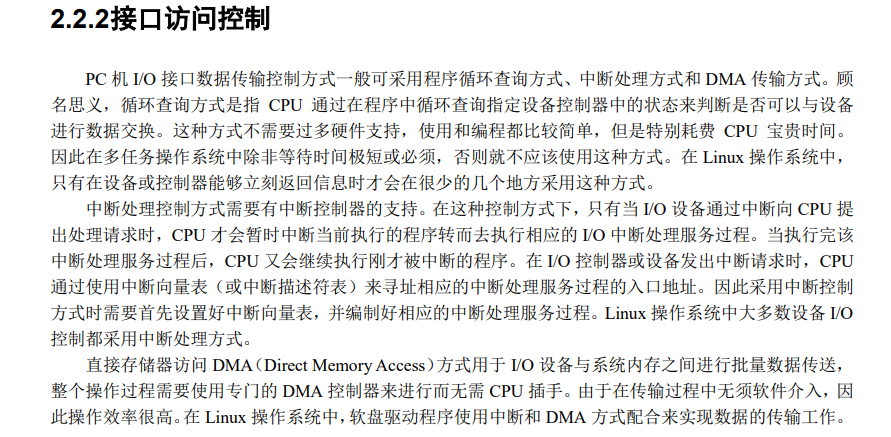 2.2.2接口访问控制
PC 机 I/O 接口数据传输控制方式一般可采用程序循环查询方式、中断处理方式和 DMA 传输方式。顾
名思义，循环查询方式是指 CPU 通过在程序中循环查询指定设备控制器中的状态来判断是否可以与设备
进行数据交换。这种方式不需要过多硬件支持，使用和编程都比较简单，但是特别耗费 CPU 宝贵时间。
因此在多任务操作系统中除非等待时间极短或必须，否则就不应该使用这种方式。在 Linux 操作系统中，
只有在设备或控制器能够立刻返回信息时才会在很少的几个地方采用这种方式。
中断处理控制方式需要有中断控制器的支持。在这种控制方式下，只有当 I/O 设备通过中断向 CPU 提
出处理请求时，CPU 才会暂时中断当前执行的程序转而去执行相应的 I/O 中断处理服务过程。当执行完该
中断处理服务过程后，CPU 又会继续执行刚才被中断的程序。在 I/O 控制器或设备发出中断请求时，CPU
通过使用中断向量表（或中断描述符表）来寻址相应的中断处理服务过程的入口地址。因此采用中断控制
方式时需要首先设置好中断向量表，并编制好相应的中断处理服务过程。Linux 操作系统中大多数设备 I/O
控制都采用中断处理方式。
直接存储器访问 DMA（Direct Memory Access）方式用于 I/O 设备与系统内存之间进行批量数据传送，
整个操作过程需要使用专门的 DMA 控制器来进行而无需 CPU 插手。由于在传输过程中无须软件介入，因
此操作效率很高。在 Linux 操作系统中，软盘驱动程序使用中断和 DMA 方式配合来实现数据的传输工作。